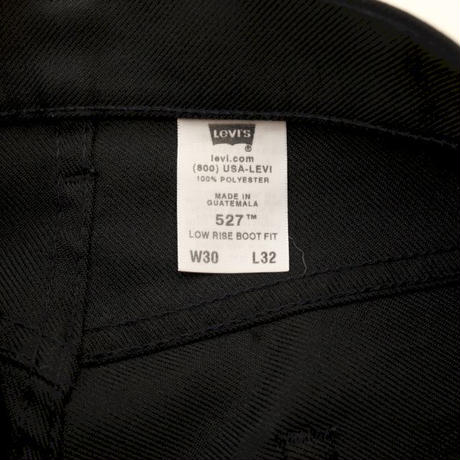 Levi's
®
levi.com
(800) USA-LEVI
100% POLYESTER
MADE IN
GUATEMALA
527™
LOW RISE BOOT FIT
W30 L32